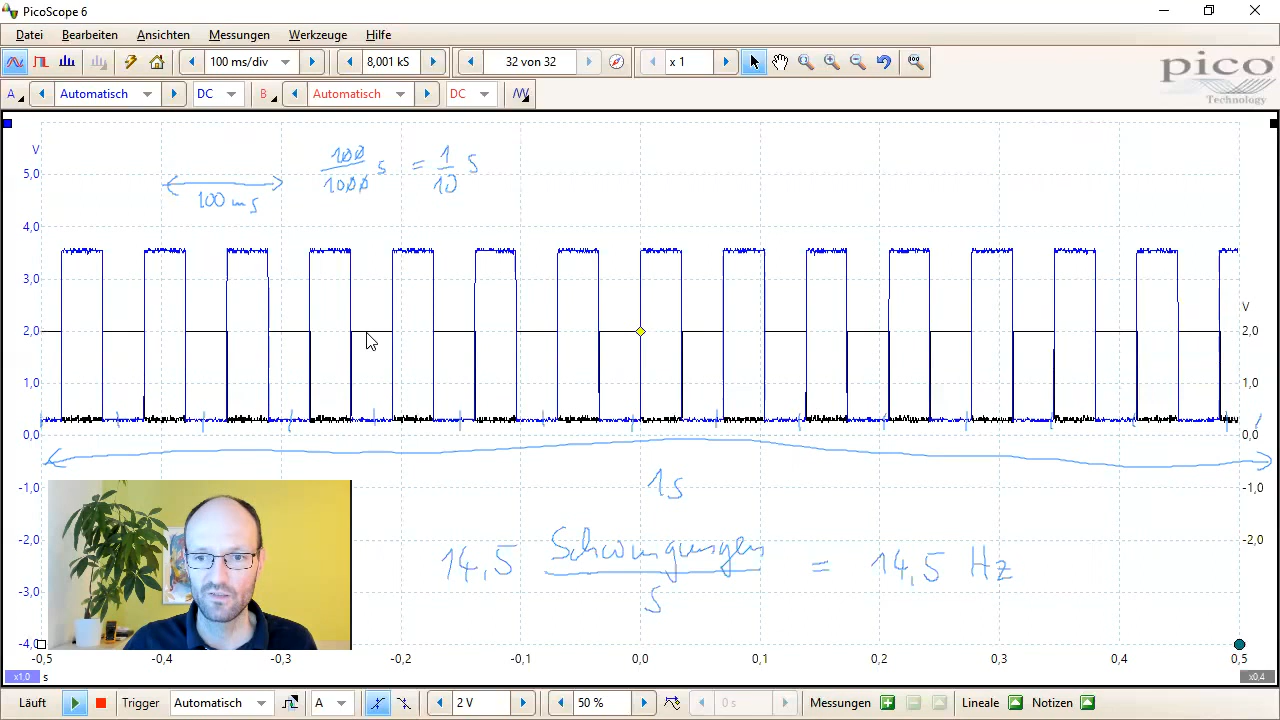 PicoScope 6
Datei Bearbeiten Ansichten Messungen Werkzeuge Hilfe
100 ms/div 8,001 kS 32 von 32 x 1
A Automatisch DC B Automatisch DC
pico
Technology
V
5,0
4,0
3,0
2,0
1,0
0,0
-1,0
-2,0
-3,0
-4,0
100 ms
100/1000 s = 1/10 s
V
2,0
1,0
0,0
-1,0
-2,0
1s
14,5 Schwingungen/s = 14,5 Hz
-0,5 -0,4 -0,3 -0,2 -0,1 0,0 0,1 0,2 0,3 0,4 0,5
x1,0 s x0,4
Läuft Trigger Automatisch A 2 V 50 % 0 s Messungen Lineale Notizen